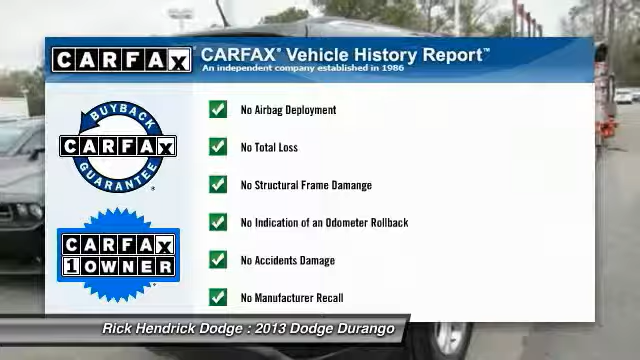 CARFAX
CARFAX® Vehicle History Report™
An independent company established in 1986
BUYBACK
CARFAX
GUARANTEE
No Airbag Deployment
No Total Loss
No Structural Frame Damange
No Indication of an Odometer Rollback
CARFAX
1 OWNER
No Accidents Damage
No Manufacturer Recall
Rick Hendrick Dodge : 2013 Dodge Durango